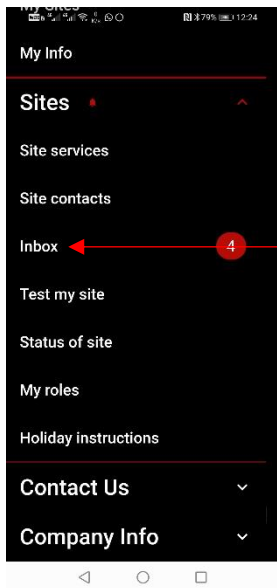 My Sites
79% 12:24
My Info
Sites
Site services
Site contacts
Inbox 4
Test my site
Status of site
My roles
Holiday instructions
Contact Us
Company Info